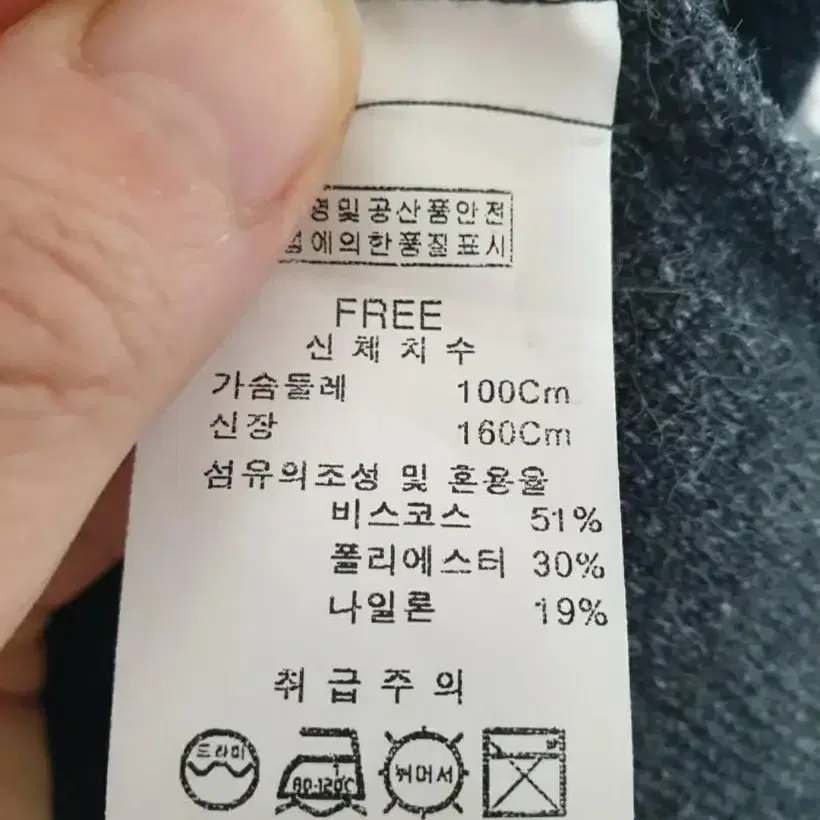 및공산품안전
에의한품질표시
FREE
신체치수
가슴둘레 100Cm
신장 160Cm
섬유의조성 및 혼용율
비스코스 51%
폴리에스터 30%
나일론 19%
취급주의
드라이
80-120℃
뉘어서